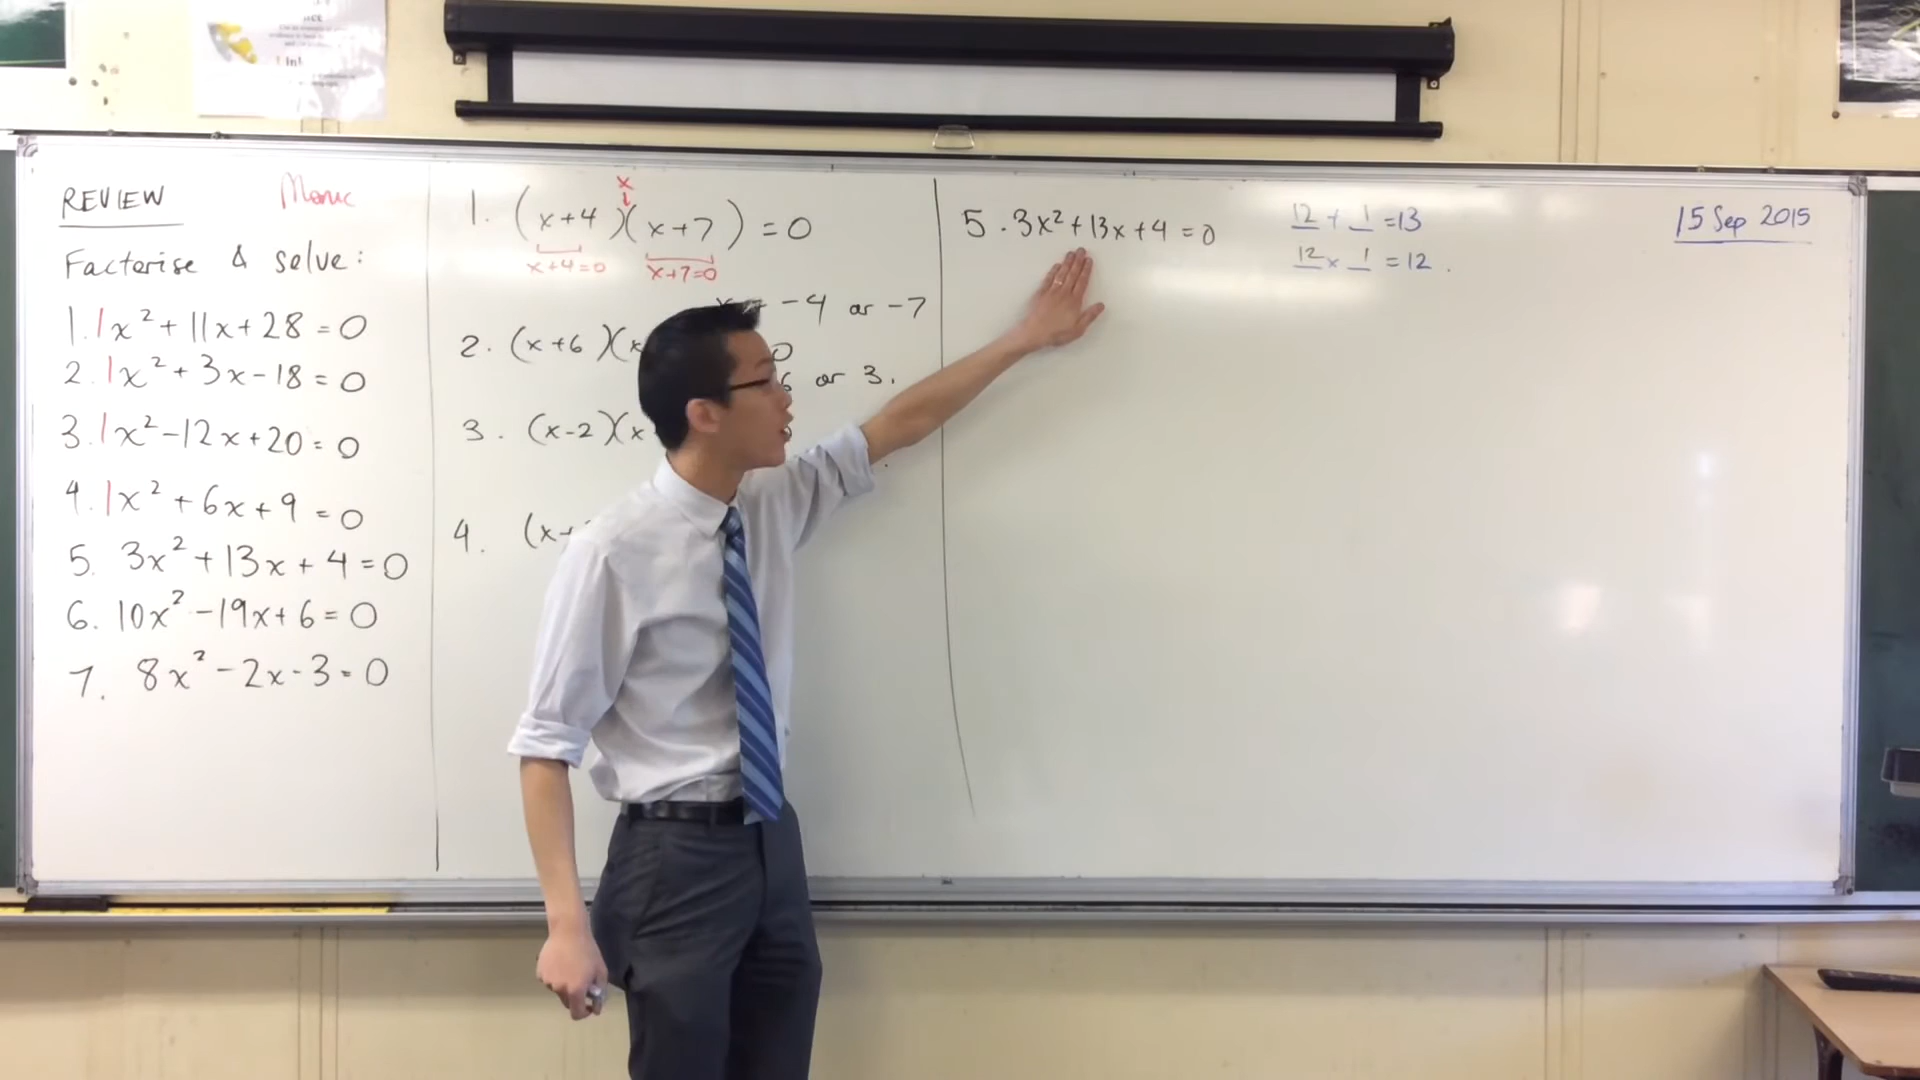 REVIEW Monic
Factorise & solve:
1. 1x² + 11x + 28 = 0
2. 1x² + 3x - 18 = 0
3. 1x² - 12x + 20 = 0
4. 1x² + 6x + 9 = 0
5. 3x² + 13x + 4 = 0
6. 10x² - 19x + 6 = 0
7. 8x² - 2x - 3 = 0
x
1. (x+4)(x+7) = 0
x+4=0 x+7=0
-4 or -7
2. (x+6)(x 0
6 or 3.
3. (x-2)(x
4. (x+
5. 3x² + 13x + 4 = 0
12 + 1 = 13
12 x 1 = 12.
15 Sep 2015